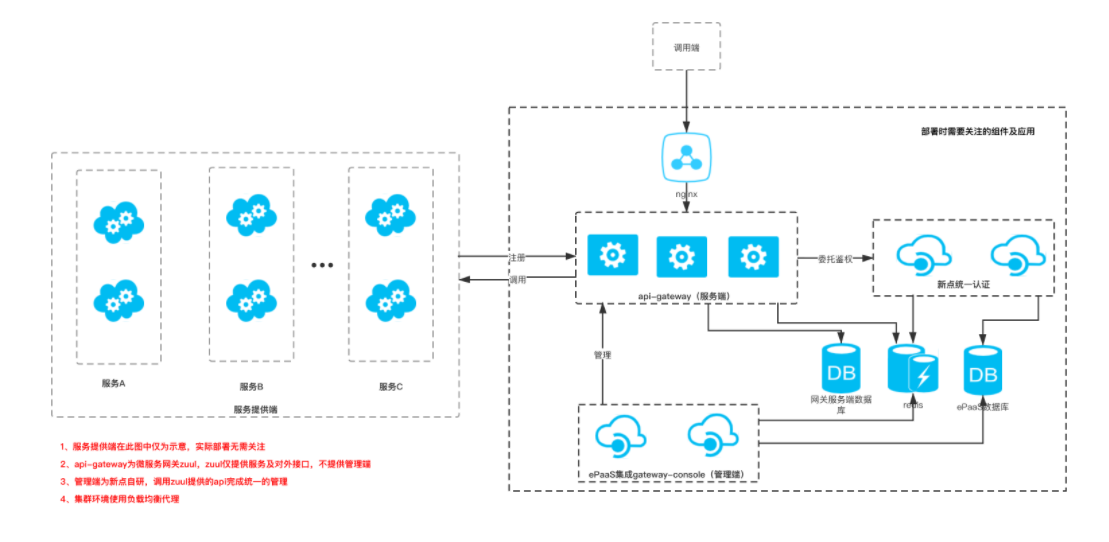 调用端
部署时需要关注的组件及应用
nginx
注册
调用
委托鉴权
api-gateway（服务端）
新点统一认证
管理
DB
DB
网关服务端数据
库
redis
ePaaS数据库
服务A
服务B
服务C
服务提供端
ePaaS集成gateway-console（管理端）
1、服务提供端在此图中仅为示意，实际部署无需关注
2、api-gateway为微服务网关zuul，zuul仅提供服务及对外接口，不提供管理端
3、管理端为新点自研，调用zuul提供的api完成统一的管理
4、集群环境使用负载均衡代理